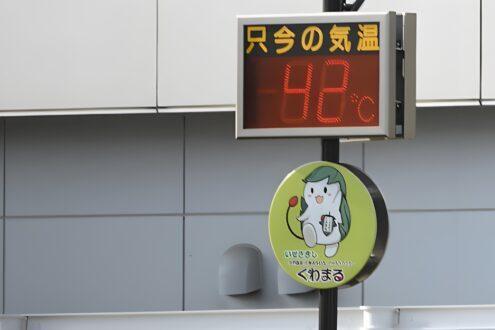 只今の気温
42℃
いせさきし
くわまる